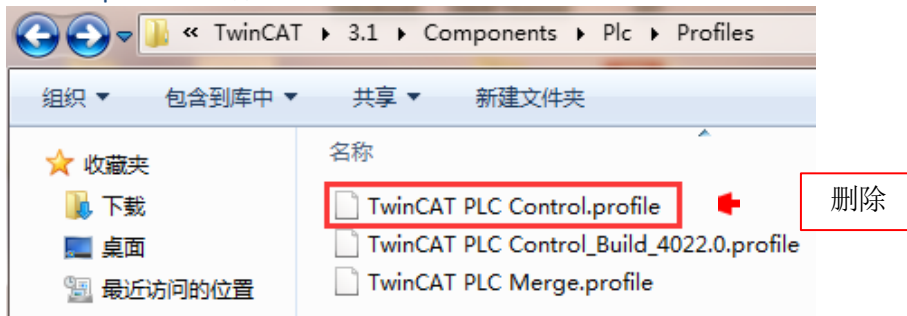 « TwinCAT ▸ 3.1 ▸ Components ▸ Plc ▸ Profiles
组织 ▼ 包含到库中 ▼ 共享 ▼ 新建文件夹
收藏夹
下载
桌面
最近访问的位置
名称
TwinCAT PLC Control.profile
删除
TwinCAT PLC Control_Build_4022.0.profile
TwinCAT PLC Merge.profile